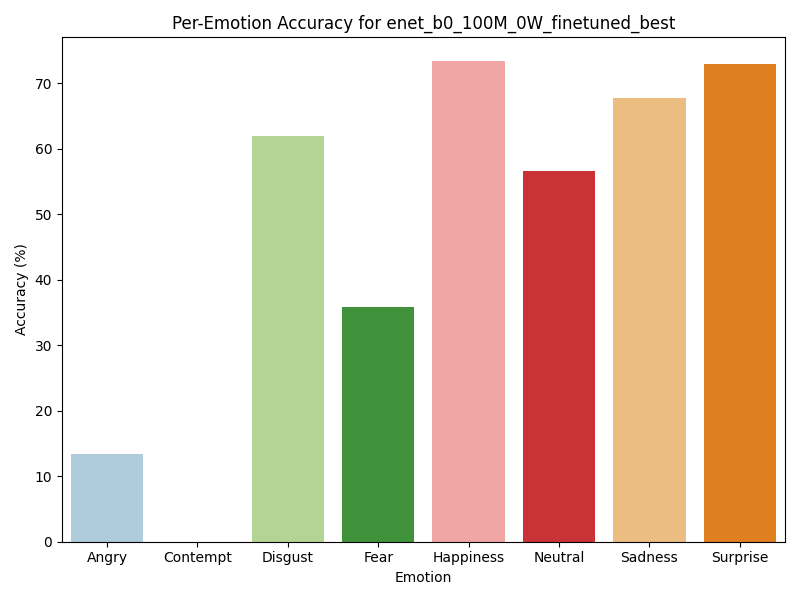 Per-Emotion Accuracy for enet_b0_100M_0W_finetuned_best
Accuracy (%)
70
60
50
40
30
20
10
0
Angry Contempt Disgust Fear Happiness Neutral Sadness Surprise
Emotion